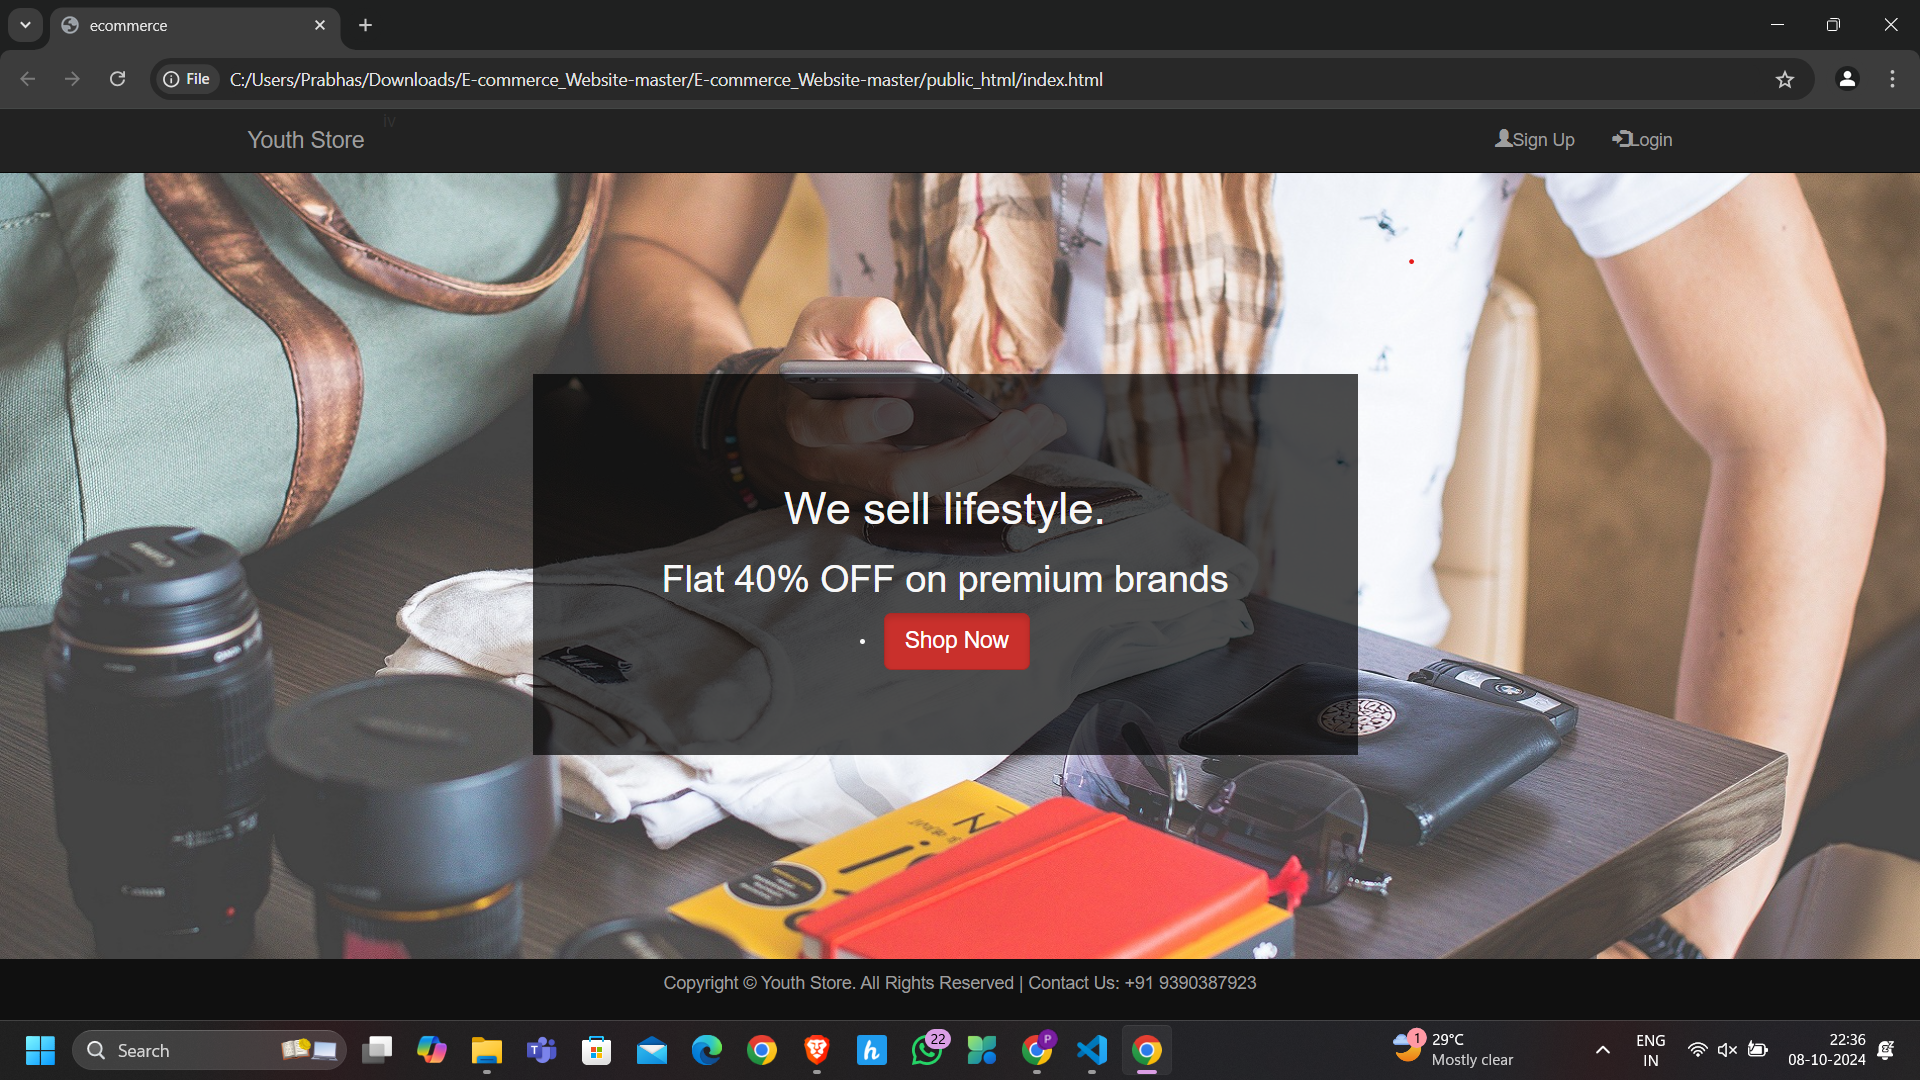 ecommerce
File
C:/Users/Prabhas/Downloads/E-commerce_Website-master/E-commerce_Website-master/public_html/index.html
Youth Store
iv
Sign Up
Login
We sell lifestyle.
Flat 40% OFF on premium brands
• Shop Now
Canon
Copyright © Youth Store. All Rights Reserved | Contact Us: +91 9390387923
Search
22
P
1
29°C
Mostly clear
ENG
IN
22:36
08-10-2024